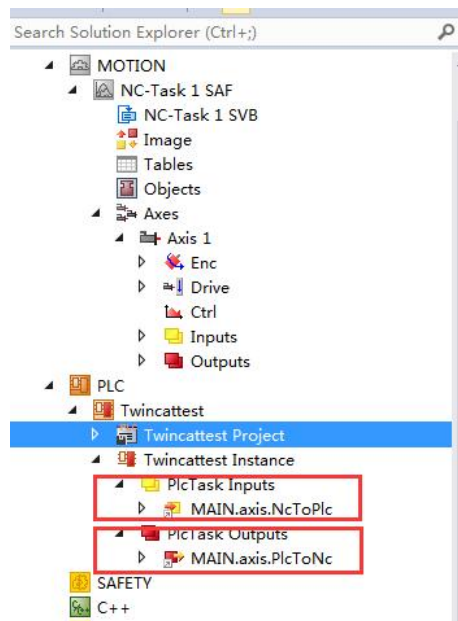 Search Solution Explorer (Ctrl+;)
MOTION
NC-Task 1 SAF
NC-Task 1 SVB
Image
Tables
Objects
Axes
Axis 1
Enc
Drive
Ctrl
Inputs
Outputs
PLC
Twincattest
Twincattest Project
Twincattest Instance
PlcTask Inputs
MAIN.axis.NcToPlc
PlcTask Outputs
MAIN.axis.PlcToNc
SAFETY
C++